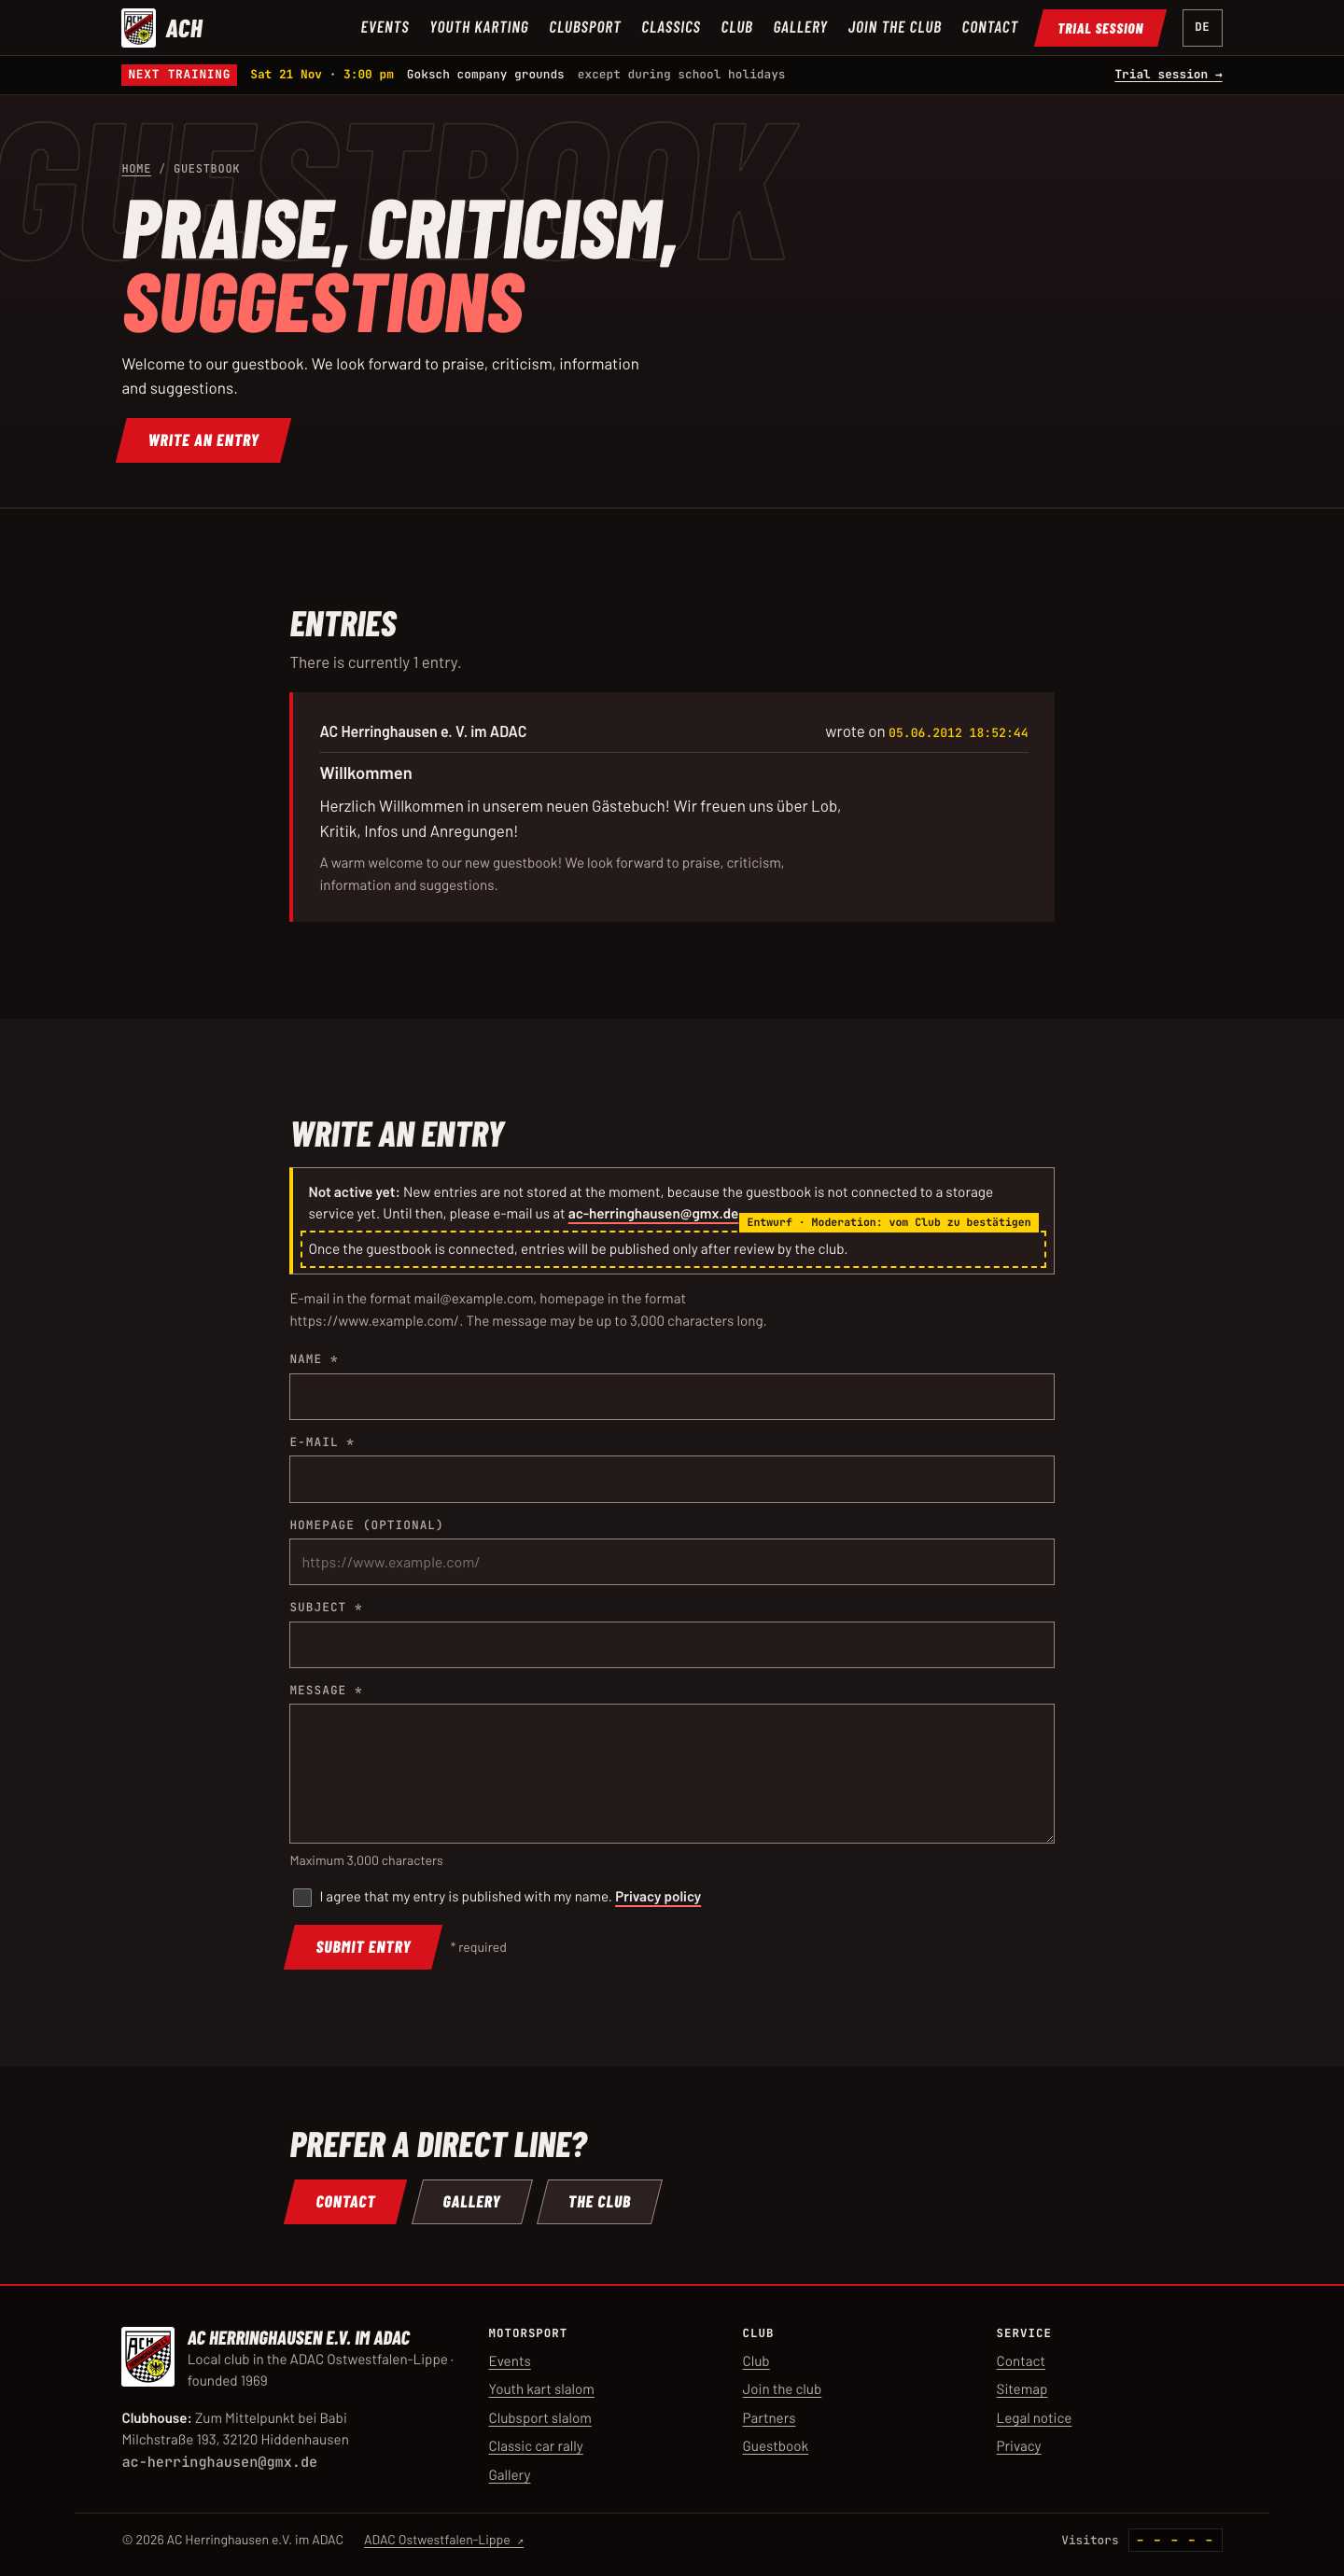 ACH
EVENTS YOUTH KARTING CLUBSPORT CLASSICS CLUB GALLERY JOIN THE CLUB CONTACT TRIAL SESSION DE
NEXT TRAINING Sat 21 Nov · 3:00 pm Goksch company grounds except during school holidays Trial session →
GUESTBOOK
HOME / GUESTBOOK
PRAISE, CRITICISM,
SUGGESTIONS
Welcome to our guestbook. We look forward to praise, criticism, information
and suggestions.
WRITE AN ENTRY
ENTRIES
There is currently 1 entry.
AC Herringhausen e. V. im ADAC wrote on 05.06.2012 18:52:44
Willkommen
Herzlich Willkommen in unserem neuen Gästebuch! Wir freuen uns über Lob,
Kritik, Infos und Anregungen!
A warm welcome to our new guestbook! We look forward to praise, criticism,
information and suggestions.
WRITE AN ENTRY
Not active yet: New entries are not stored at the moment, because the guestbook is not connected to a storage
service yet. Until then, please e-mail us at ac-herringhausen@gmx.de
Entwurf · Moderation: vom Club zu bestätigen
Once the guestbook is connected, entries will be published only after review by the club.
E-mail in the format mail@example.com, homepage in the format
https://www.example.com/. The message may be up to 3,000 characters long.
NAME *
E-MAIL *
HOMEPAGE (OPTIONAL)
https://www.example.com/
SUBJECT *
MESSAGE *
Maximum 3,000 characters
I agree that my entry is published with my name. Privacy policy
SUBMIT ENTRY * required
PREFER A DIRECT LINE?
CONTACT GALLERY THE CLUB
ACH
AC HERRINGHAUSEN E.V. IM ADAC
Local club in the ADAC Ostwestfalen-Lippe ·
founded 1969
Clubhouse: Zum Mittelpunkt bei Babi
Milchstraße 193, 32120 Hiddenhausen
ac-herringhausen@gmx.de
MOTORSPORT
Events
Youth kart slalom
Clubsport slalom
Classic car rally
Gallery
CLUB
Club
Join the club
Partners
Guestbook
SERVICE
Contact
Sitemap
Legal notice
Privacy
© 2026 AC Herringhausen e.V. im ADAC ADAC Ostwestfalen-Lippe ↗ Visitors – – – – –